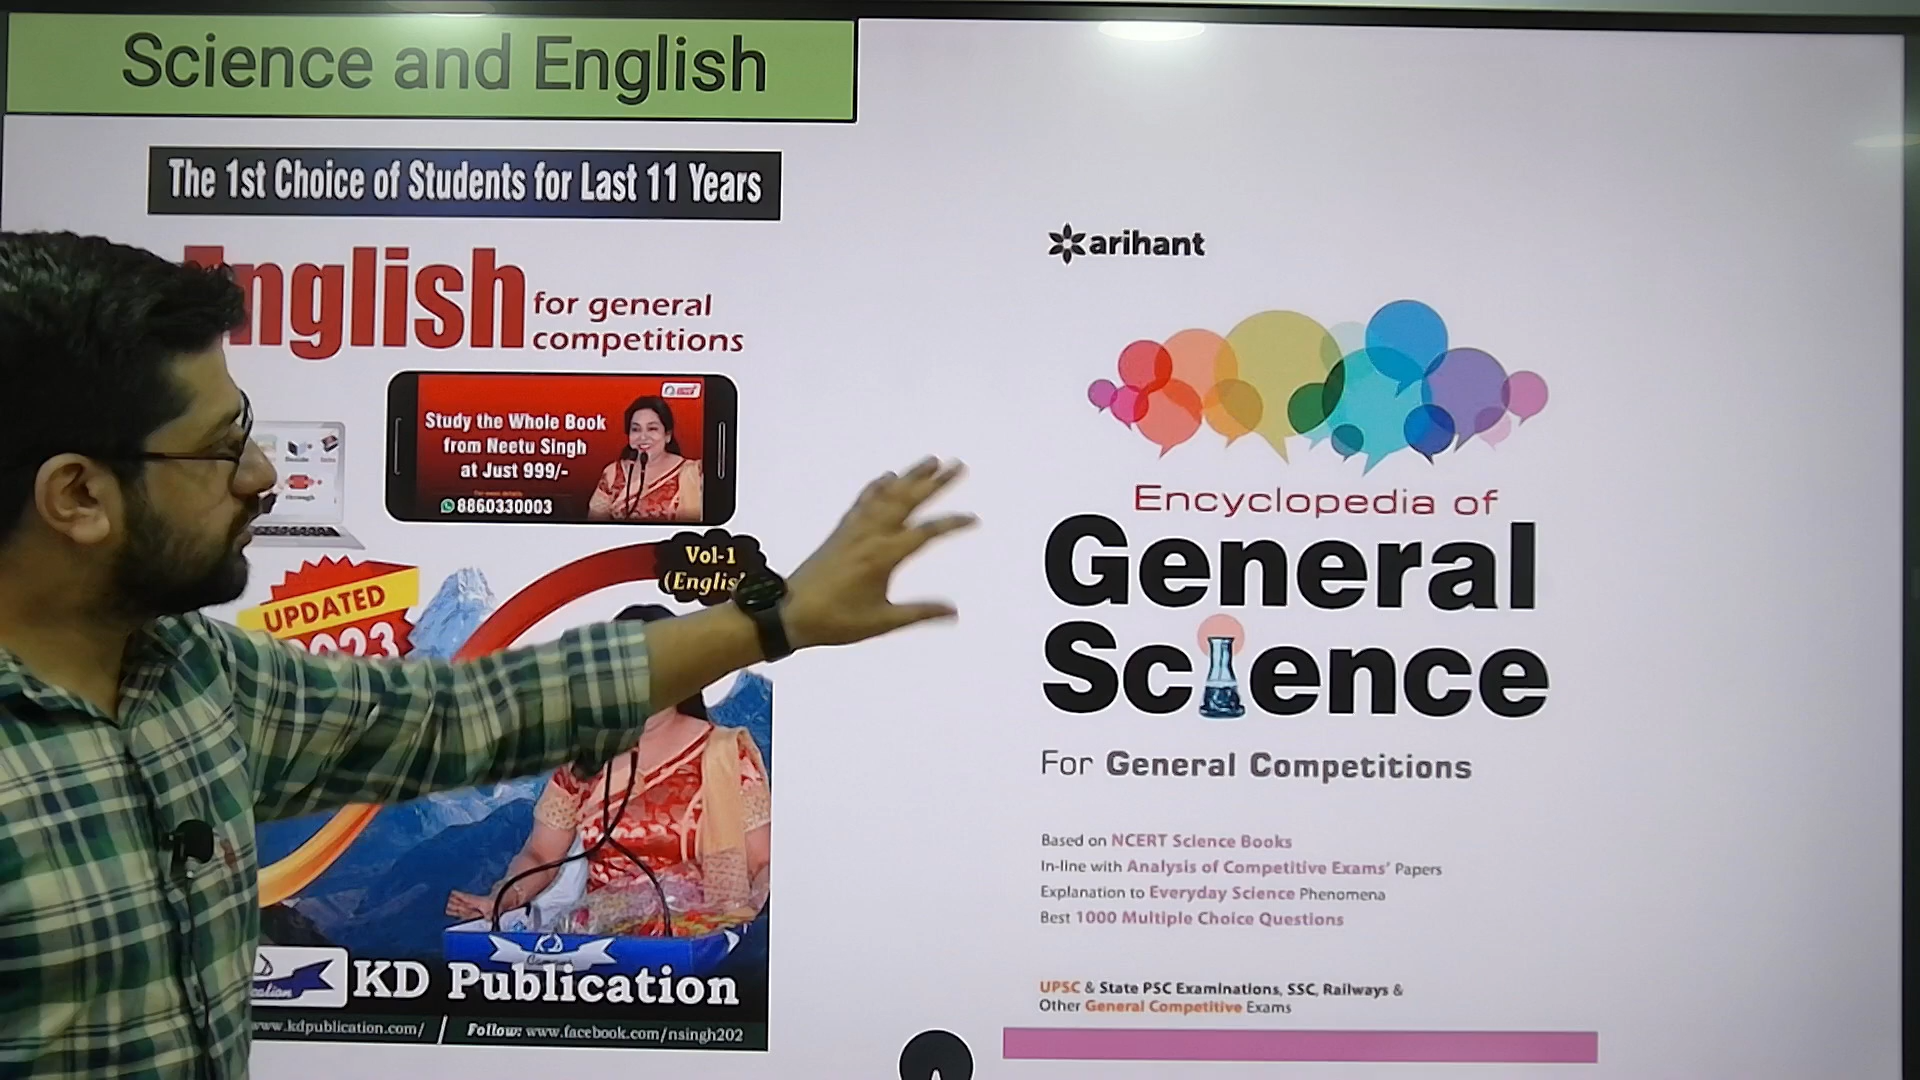 Science and English
The 1st Choice of Students for Last 11 Years
English
for general
competitions
Study the Whole Book
from Neetu Singh
at Just 999/-
8860330003
Vol-1
UPDATED
KD Publication
www.kdpublication.com/ Follow: www.facebook.com/nsingh202
arihant
Encyclopedia of
General
Science
For General Competitions
Based on NCERT Science Books
In-line with Analysis of Competitive Exams' Papers
Explanation to Everyday Science Phenomena
Best 1000 Multiple Choice Questions
UPSC & State PSC Examinations, SSC, Railways &
Other General Competitive Exams